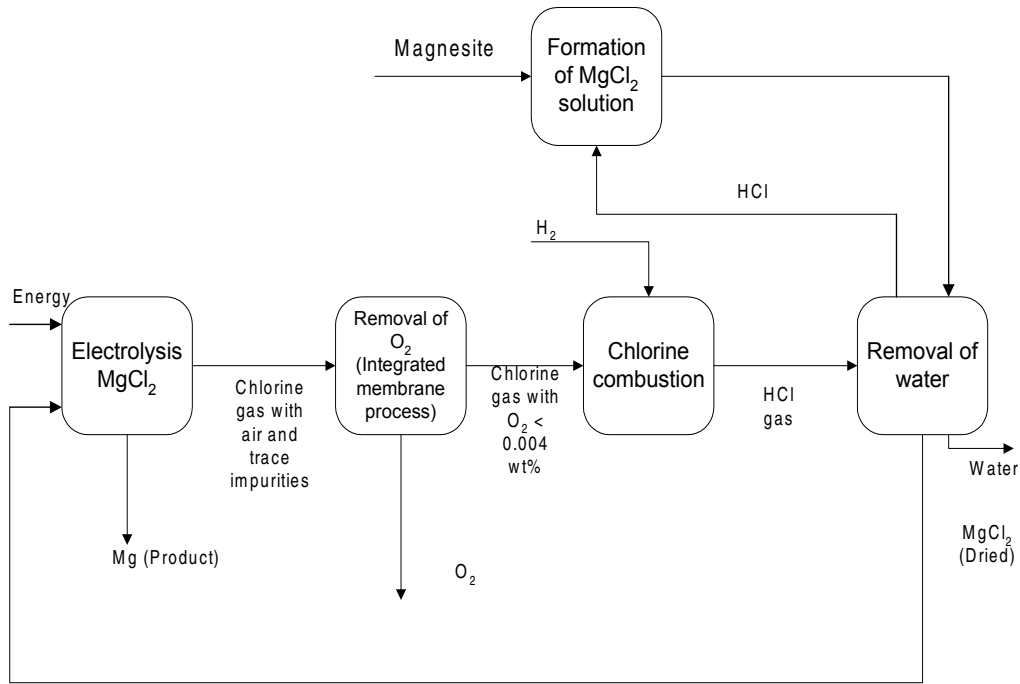 Magnesite
Formation
of MgCl₂
solution
HCl
H₂
Energy
Electrolysis
MgCl₂
Removal of
O₂
(Integrated
membrane
process)
Chlorine
combustion
Removal of
water
Chlorine
gas with
air and
trace
impurities
Chlorine
gas with
O₂ <
0.004
wt%
HCl
gas
Water
Mg (Product)
O₂
MgCl₂
(Dried)